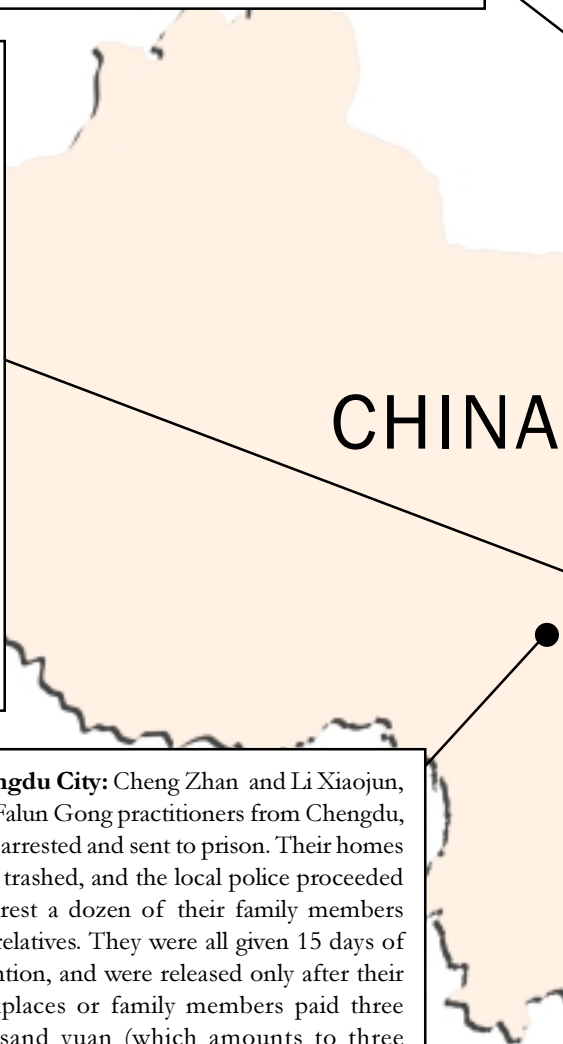 CHINA
ngdu City: Cheng Zhan and Li Xiaojun,
Falun Gong practitioners from Chengdu,
arrested and sent to prison. Their homes
trashed, and the local police proceeded
rest a dozen of their family members
relatives. They were all given 15 days of
ntion, and were released only after their
kplaces or family members paid three
sand yuan (which amounts to three